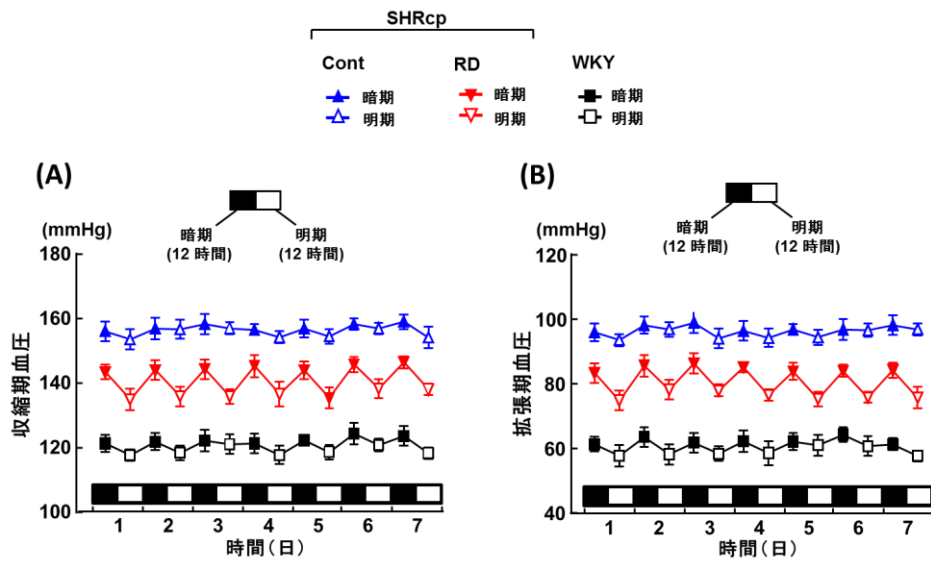 SHRcp
Cont RD WKY
暗期 暗期 暗期
明期 明期 明期
(A)
(mmHg)
暗期 明期
(12 時間) (12 時間)
180
160
140
120
100
収縮期血圧
1 2 3 4 5 6 7
時間(日)
(B)
(mmHg)
暗期 明期
(12 時間) (12 時間)
120
100
80
60
40
拡張期血圧
1 2 3 4 5 6 7
時間(日)